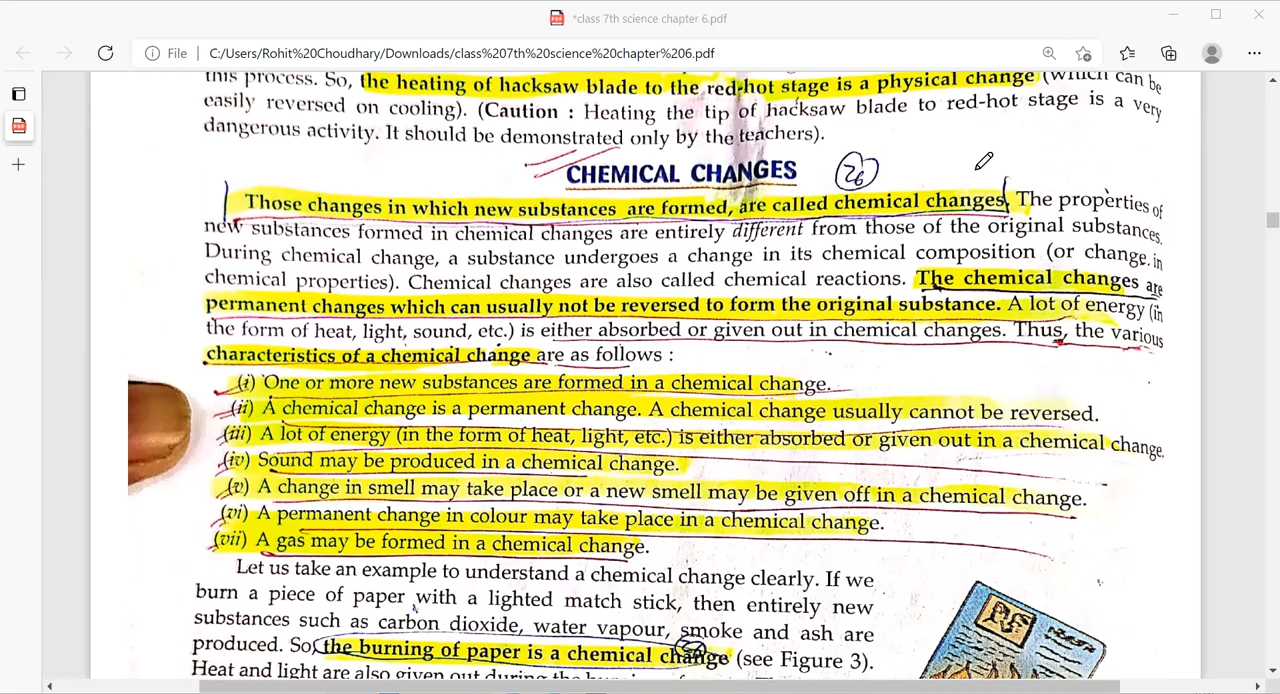 *class 7th science chapter 6.pdf
File | C:/Users/Rohit%20Choudhary/Downloads/class%207th%20science%20chapter%206.pdf
this process. So, the heating of hacksaw blade to the red-hot stage is a physical change (which can be
easily reversed on cooling). (Caution : Heating the tip of hacksaw blade to red-hot stage is a very
dangerous activity. It should be demonstrated only by the teachers).
CHEMICAL CHANGES 26
Those changes in which new substances are formed, are called chemical changes. The properties of
new substances formed in chemical changes are entirely different from those of the original substances.
During chemical change, a substance undergoes a change in its chemical composition (or change in
chemical properties). Chemical changes are also called chemical reactions. The chemical changes are
permanent changes which can usually not be reversed to form the original substance. A lot of energy (in
the form of heat, light, sound, etc.) is either absorbed or given out in chemical changes. Thus, the various
characteristics of a chemical change are as follows :
(i) One or more new substances are formed in a chemical change.
(ii) A chemical change is a permanent change. A chemical change usually cannot be reversed.
(iii) A lot of energy (in the form of heat, light, etc.) is either absorbed or given out in a chemical change.
(iv) Sound may be produced in a chemical change.
(v) A change in smell may take place or a new smell may be given off in a chemical change.
(vi) A permanent change in colour may take place in a chemical change.
(vii) A gas may be formed in a chemical change.
Let us take an example to understand a chemical change clearly. If we
burn a piece of paper with a lighted match stick, then entirely new
substances such as carbon dioxide, water vapour, smoke and ash are
produced. So, the burning of paper is a chemical change (see Figure 3).
Heat and light are also given out during the